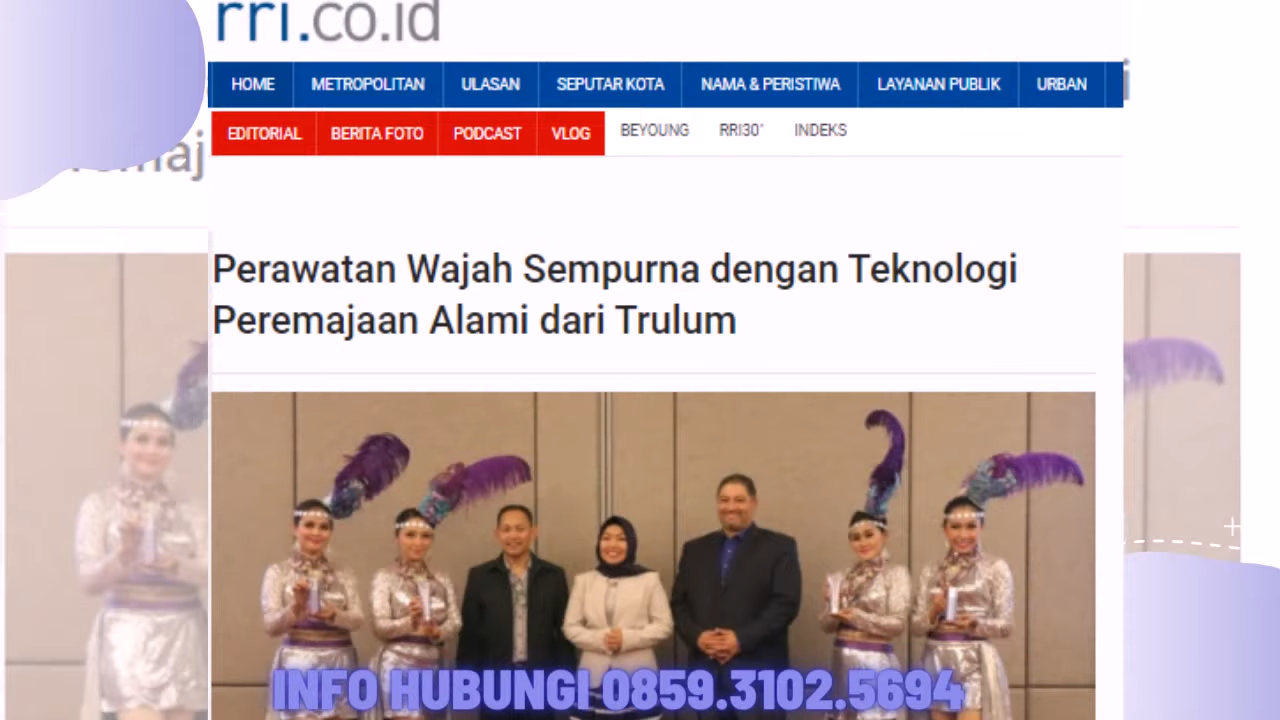 rri.co.id
HOME METROPOLITAN ULASAN SEPUTAR KOTA NAMA & PERISTIWA LAYANAN PUBLIK URBAN
EDITORIAL BERITA FOTO PODCAST VLOG BEYOUNG RRI30" INDEKS
Perawatan Wajah Sempurna dengan Teknologi
Peremajaan Alami dari Trulum
INFO HUBUNGI 0859.3102.5694